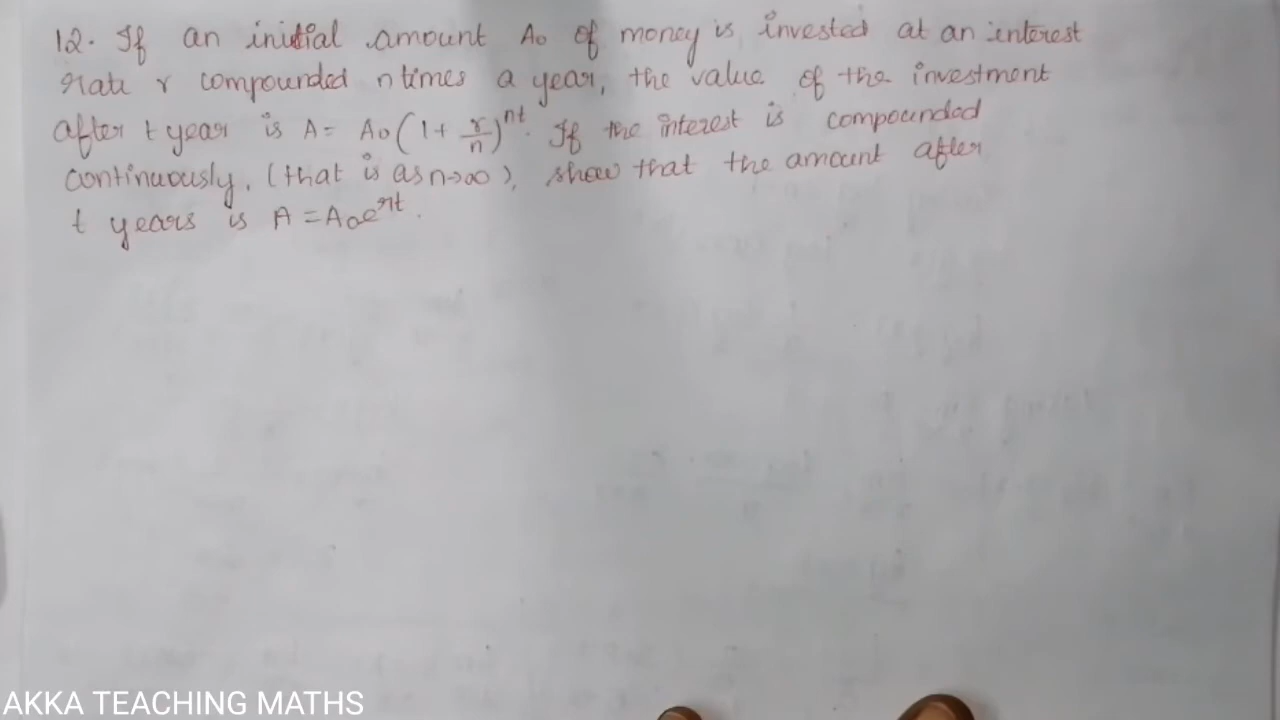 12. If an initial amount A₀ of money is invested at an interest
rate r compounded n times a year, the value of the investment
after t year is A = A₀(1 + r/n)^nt. If the interest is compounded
continuously, (that is as n→∞), show that the amount after
t years is A = A₀e^rt.
AKKA TEACHING MATHS